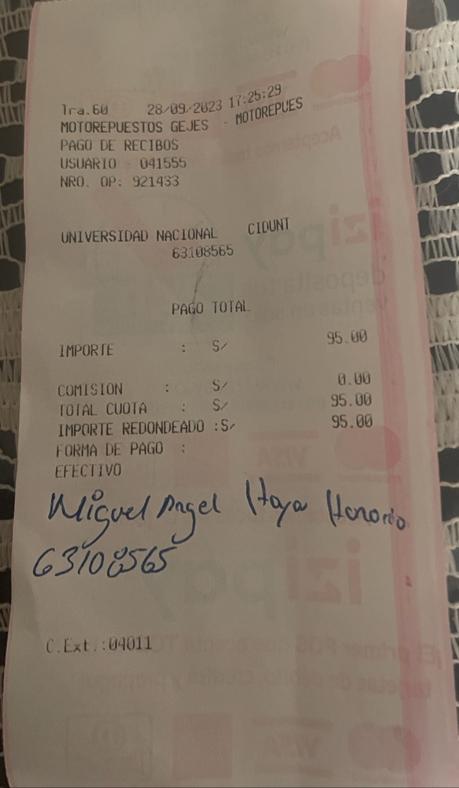 1ra.60 28/09/2023 17:25:29
MOTOREPUESTOS GEJES - MOTOREPUES
PAGO DE RECIBOS
USUARIO : 041555
NRO. OP: 921433
UNIVERSIDAD NACIONAL CIDUNT
63108565
PAGO TOTAL
IMPORTE : S/ 95.00
COMISION : S/ 0.00
TOTAL CUOTA : S/ 95.00
IMPORTE REDONDEADO :S/ 95.00
FORMA DE PAGO :
EFECTIVO
Miguel Angel Honorio
63108565
C.Ext.:04011